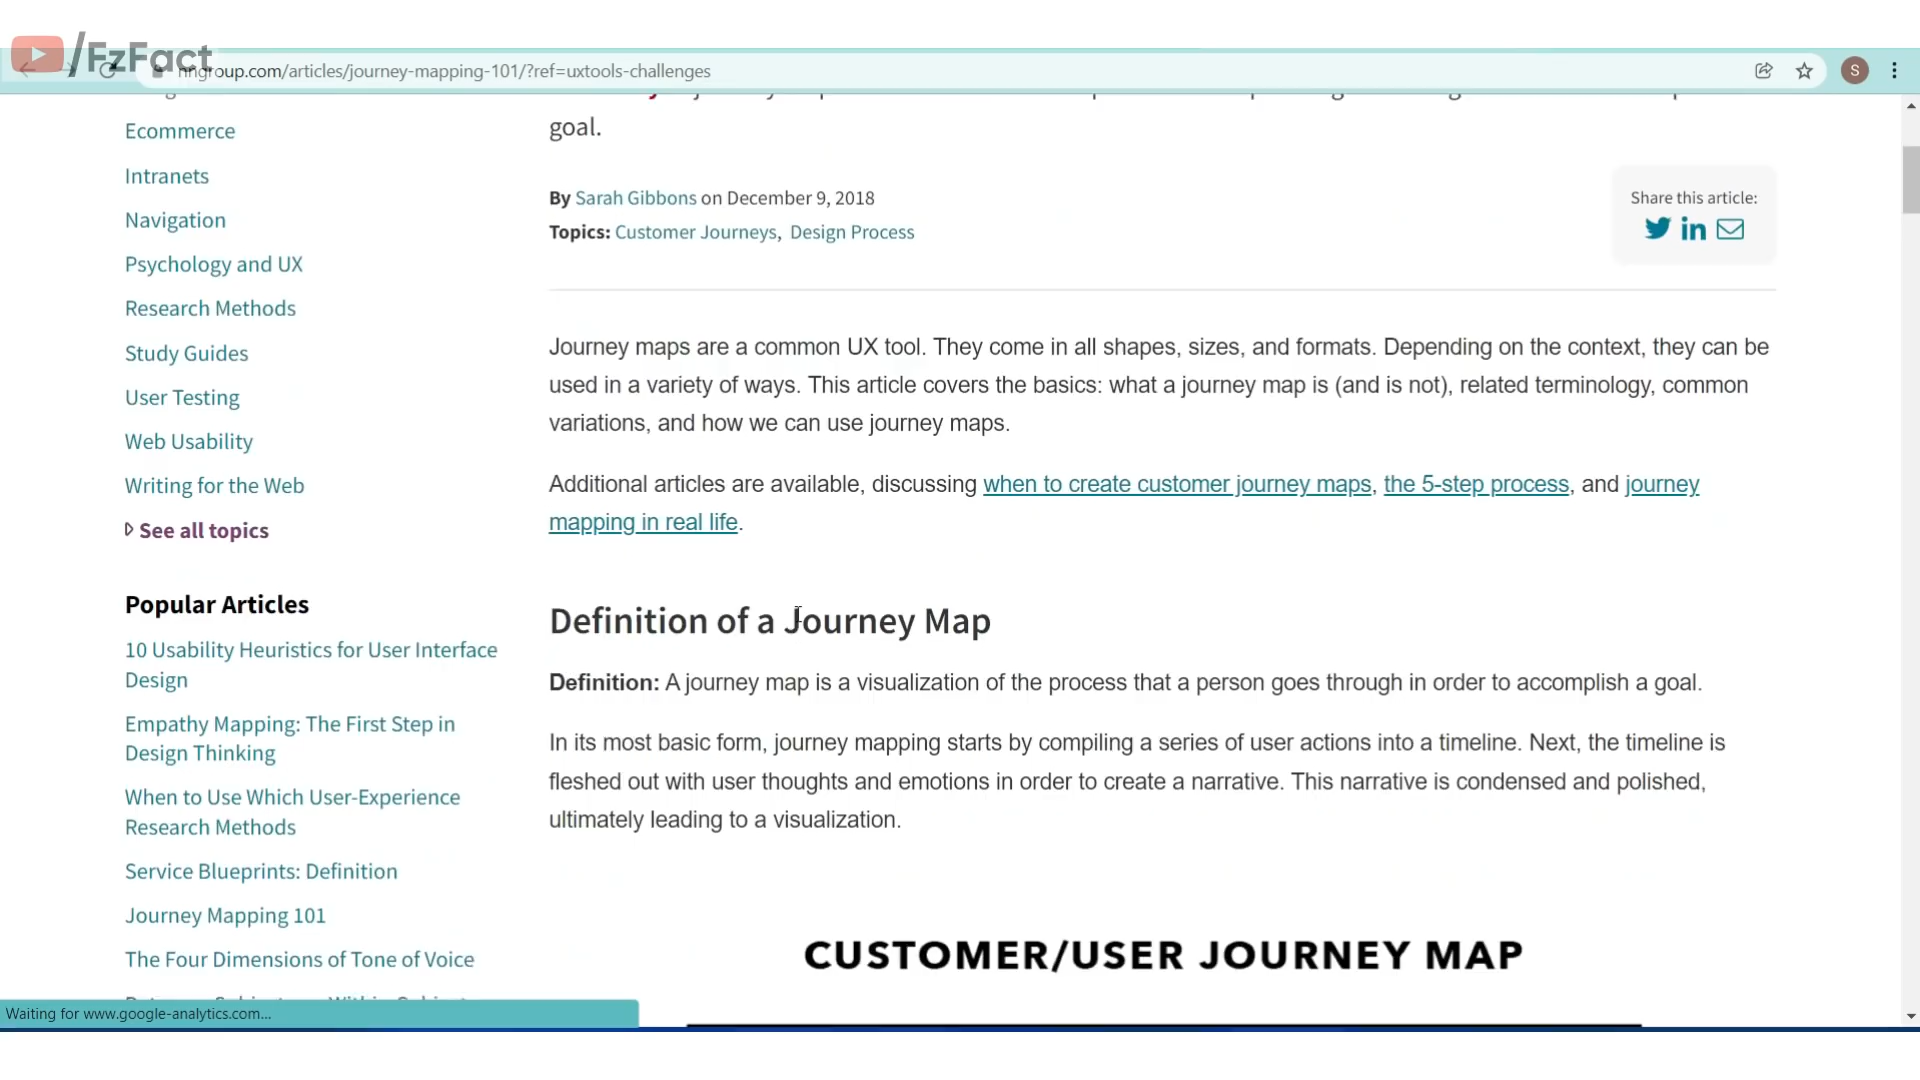 /FzFact
nngroup.com/articles/journey-mapping-101/?ref=uxtools-challenges
S
Ecommerce
Intranets
Navigation
Psychology and UX
Research Methods
Study Guides
User Testing
Web Usability
Writing for the Web
See all topics
Popular Articles
10 Usability Heuristics for User Interface
Design
Empathy Mapping: The First Step in
Design Thinking
When to Use Which User-Experience
Research Methods
Service Blueprints: Definition
Journey Mapping 101
The Four Dimensions of Tone of Voice
goal.
By Sarah Gibbons on December 9, 2018
Topics: Customer Journeys, Design Process
Share this article:
Journey maps are a common UX tool. They come in all shapes, sizes, and formats. Depending on the context, they can be
used in a variety of ways. This article covers the basics: what a journey map is (and is not), related terminology, common
variations, and how we can use journey maps.
Additional articles are available, discussing when to create customer journey maps, the 5-step process, and journey
mapping in real life.
Definition of a Journey Map
Definition: A journey map is a visualization of the process that a person goes through in order to accomplish a goal.
In its most basic form, journey mapping starts by compiling a series of user actions into a timeline. Next, the timeline is
fleshed out with user thoughts and emotions in order to create a narrative. This narrative is condensed and polished,
ultimately leading to a visualization.
CUSTOMER/USER JOURNEY MAP
Waiting for www.google-analytics.com...